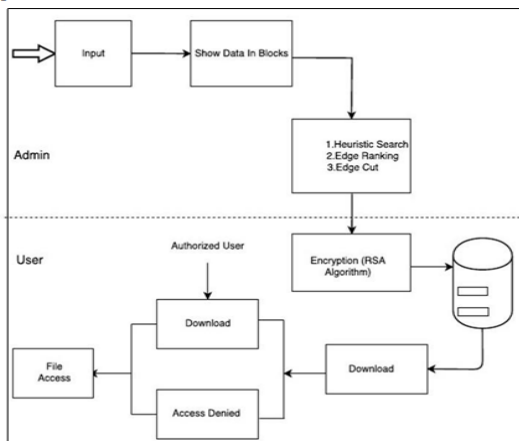 Input
Show Data In Blocks
1.Heuristic Search
2.Edge Ranking
3.Edge Cut
Admin
User
Authorized User
Encryption (RSA
Algorithm)
Download
File
Access
Download
Access Denied